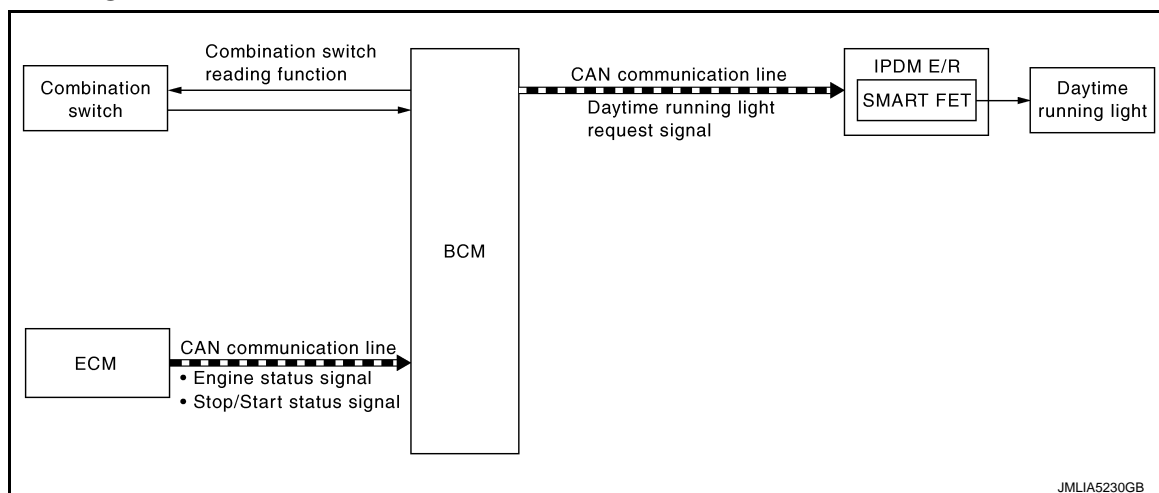 Combination switch
reading function
Combination
switch
CAN communication line
Daytime running light
request signal
IPDM E/R
SMART FET
Daytime
running light
BCM
ECM
CAN communication line
• Engine status signal
• Stop/Start status signal
JMLIA5230GB